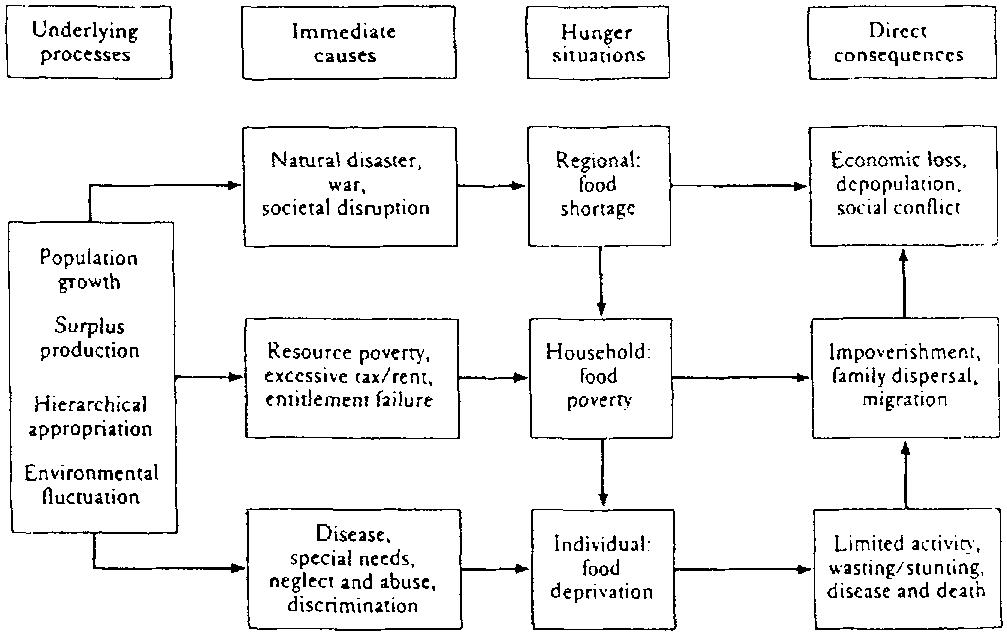 Underlying
processes
Immediate
causes
Hunger
situations
Direct
consequences
Natural disaster,
war,
societal disruption
Regional:
food
shortage
Economic loss,
depopulation,
social conflict
Population
growth
Surplus
production
Hierarchical
appropriation
Environmental
fluctuation
Resource poverty,
excessive tax/rent,
entitlement failure
Household:
food
poverty
Impoverishment,
family dispersal,
migration
Disease,
special needs,
neglect and abuse,
discrimination
Individual:
food
deprivation
Limited activity,
wasting/stunting,
disease and death